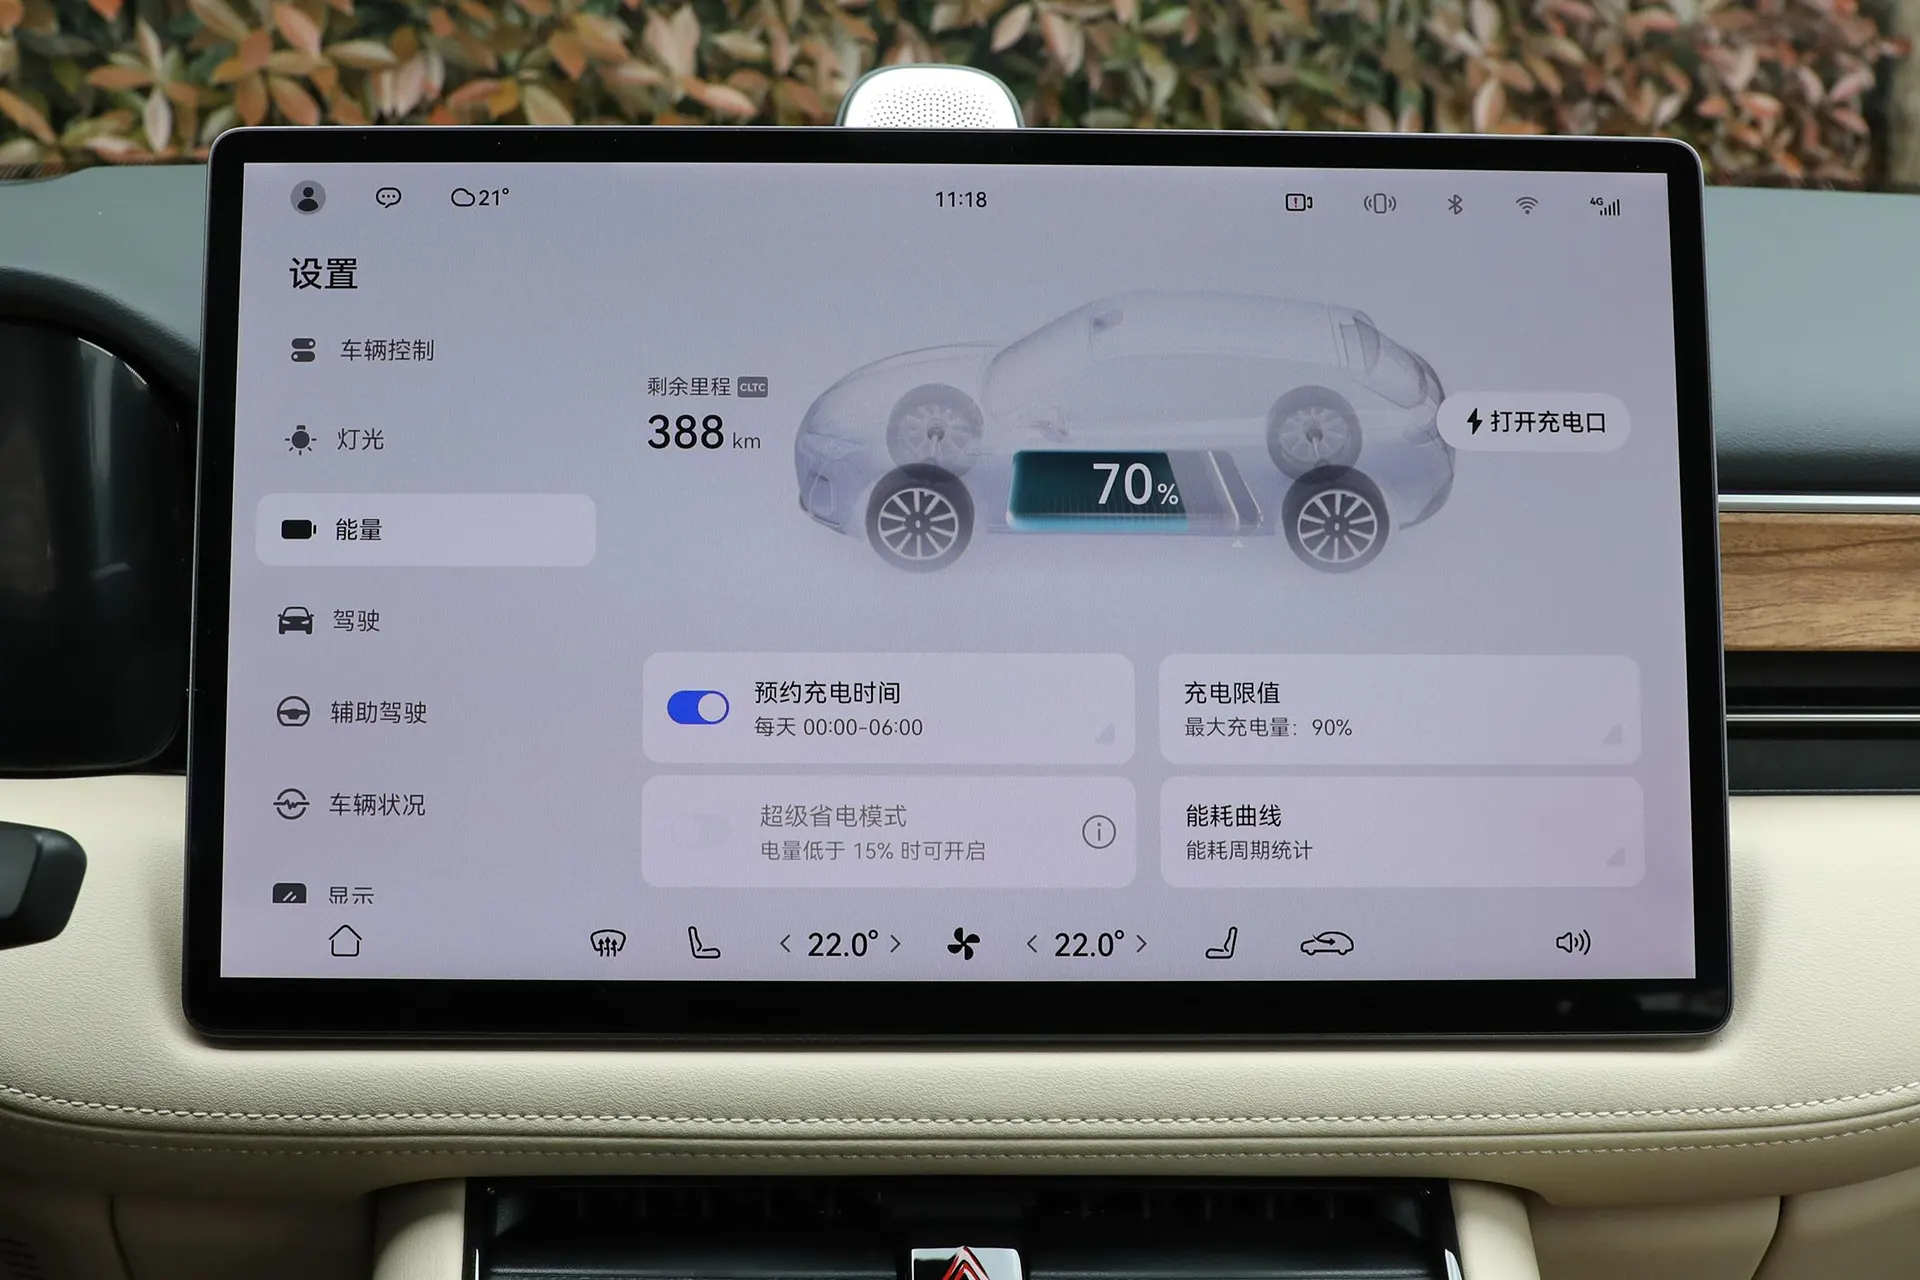 21°
11:18
4G
设置
车辆控制
灯光
能量
驾驶
辅助驾驶
车辆状况
显示
剩余里程 CLTC
388 km
70%
打开充电口
预约充电时间
每天 00:00-06:00
充电限值
最大充电量：90%
超级省电模式
电量低于 15% 时可开启
能耗曲线
能耗周期统计
22.0°
22.0°